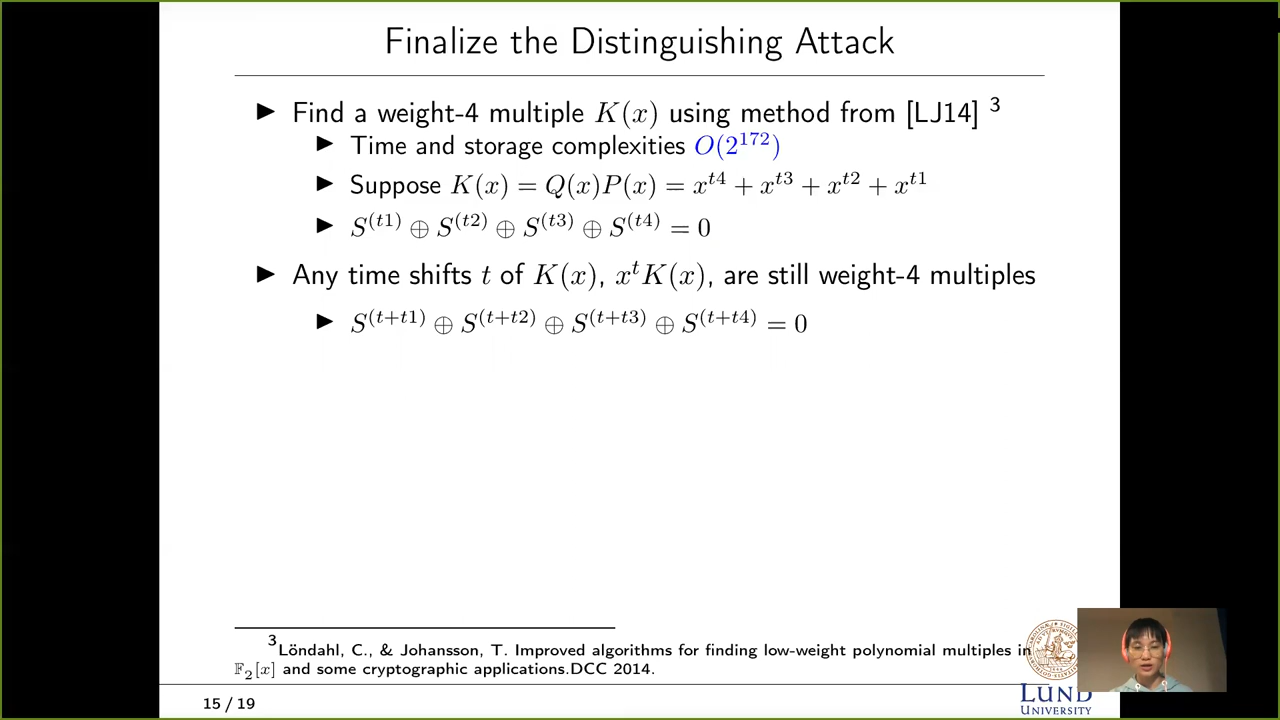 Finalize the Distinguishing Attack
▶ Find a weight-4 multiple K(x) using method from [LJ14] ³
▶ Time and storage complexities O(2^{172})
▶ Suppose K(x) = Q(x)P(x) = x^{t4} + x^{t3} + x^{t2} + x^{t1}
▶ S^{(t1)} ⊕ S^{(t2)} ⊕ S^{(t3)} ⊕ S^{(t4)} = 0
▶ Any time shifts t of K(x), x^tK(x), are still weight-4 multiples
▶ S^{(t+t1)} ⊕ S^{(t+t2)} ⊕ S^{(t+t3)} ⊕ S^{(t+t4)} = 0
³Löndahl, C., & Johansson, T. Improved algorithms for finding low-weight polynomial multiples in
𝔽₂[x] and some cryptographic applications.DCC 2014.
15 / 19
LUND
UNIVERSITY